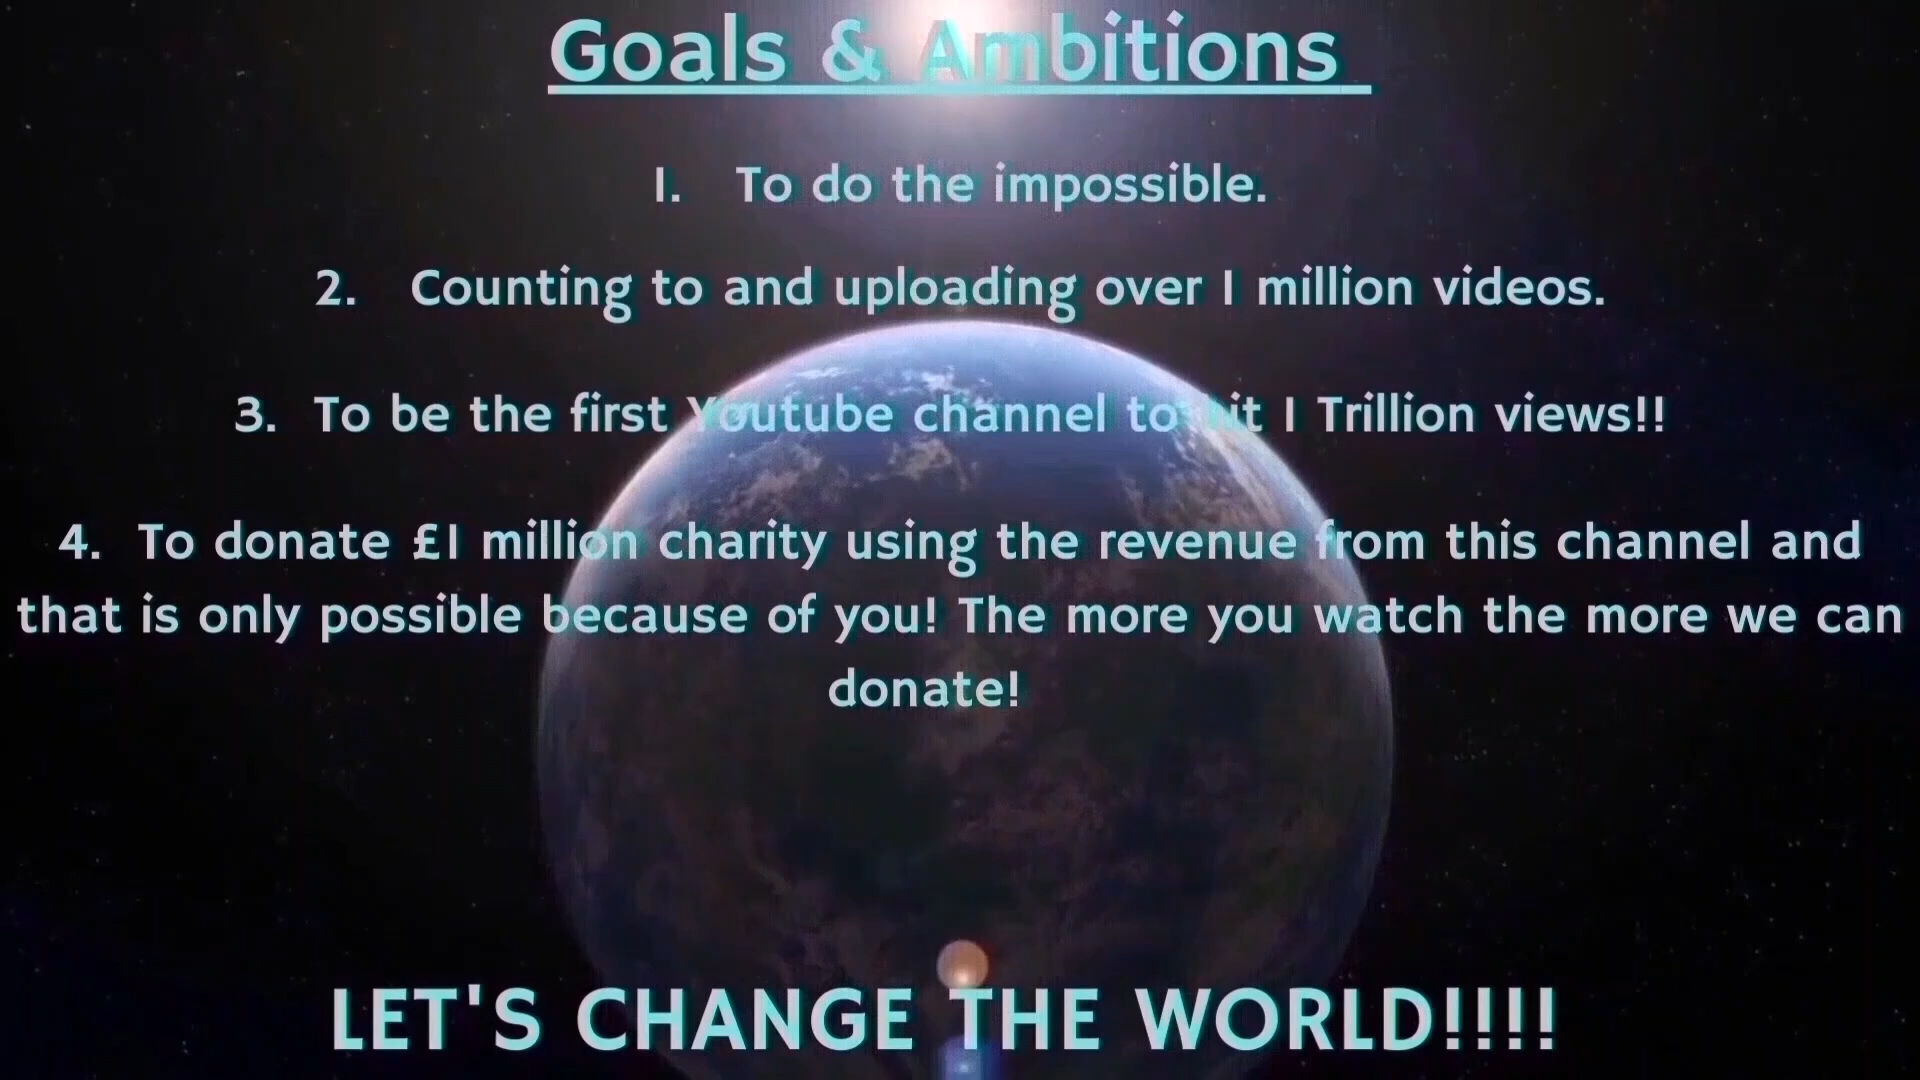 Goals & Ambitions
1. To do the impossible.
2. Counting to and uploading over 1 million videos.
3. To be the first Youtube channel to hit 1 Trillion views!!
4. To donate £1 million charity using the revenue from this channel and
that is only possible because of you! The more you watch the more we can
donate!
LET'S CHANGE THE WORLD!!!!